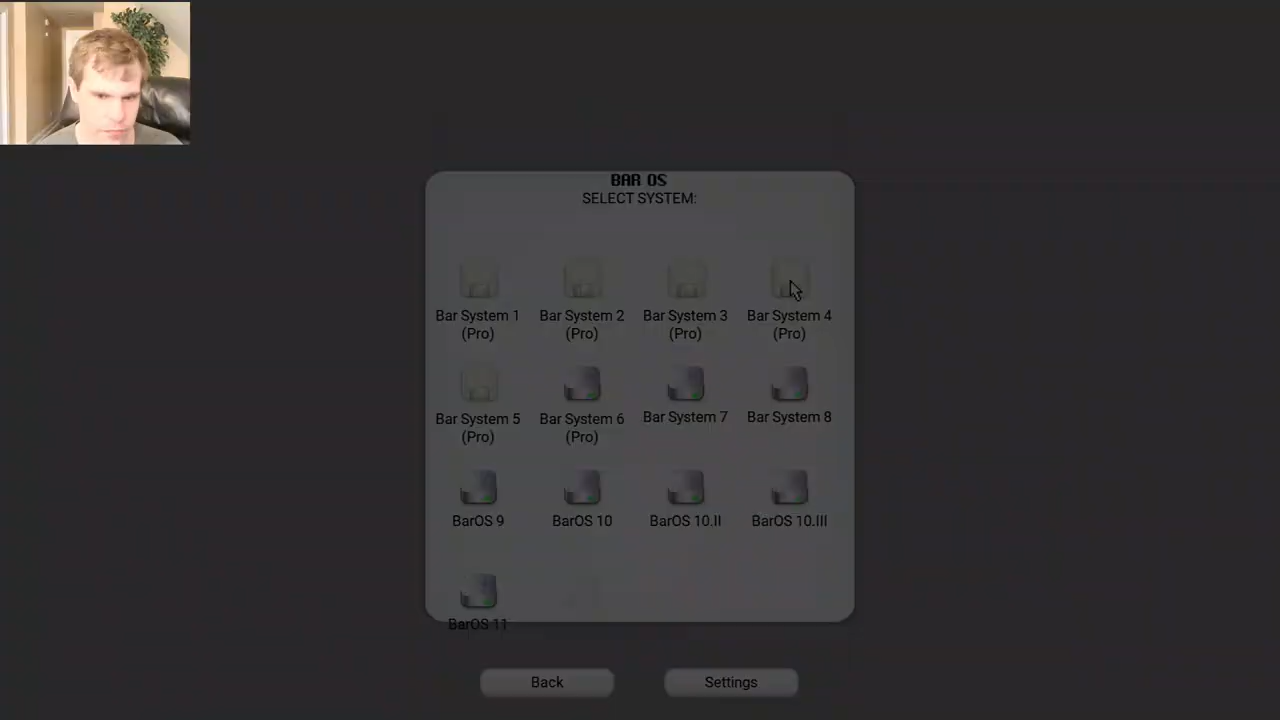 BAR OS
SELECT SYSTEM:
Bar System 1
(Pro)
Bar System 2
(Pro)
Bar System 3
(Pro)
Bar System 4
(Pro)
Bar System 5
(Pro)
Bar System 6
(Pro)
Bar System 7
Bar System 8
BarOS 9
BarOS 10
BarOS 10.II
BarOS 10.III
BarOS 11
Back
Settings